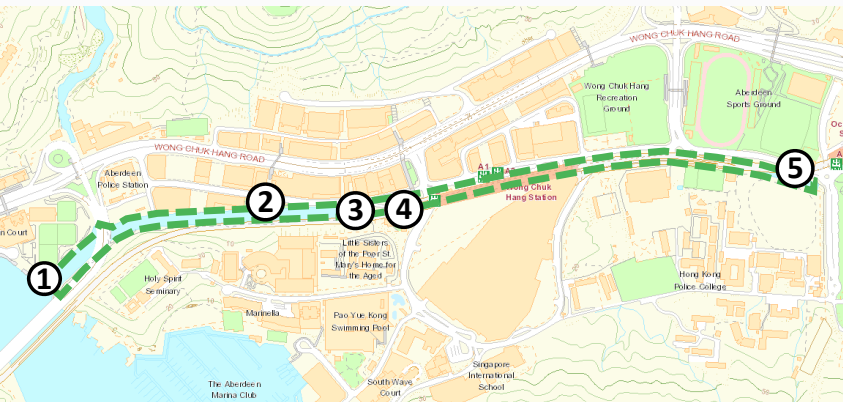 WONG CHUK HANG ROAD
Wong Chuk Hang
Recreation
Ground
Aberdeen
Sports Ground
WONG CHUK HANG ROAD
Aberdeen
Police Station
A1
5
2
3
4
Wong Chuk
Hang Station
1
Holy Spirit
Seminary
Little Sisters
of the Poor St.
Mary's Home for
the Aged
Hong Kong
Police College
Marinella
Pao Yue Kong
Swimming Pool
The Aberdeen
Marina Club
South Wave
Court
Singapore
International
School